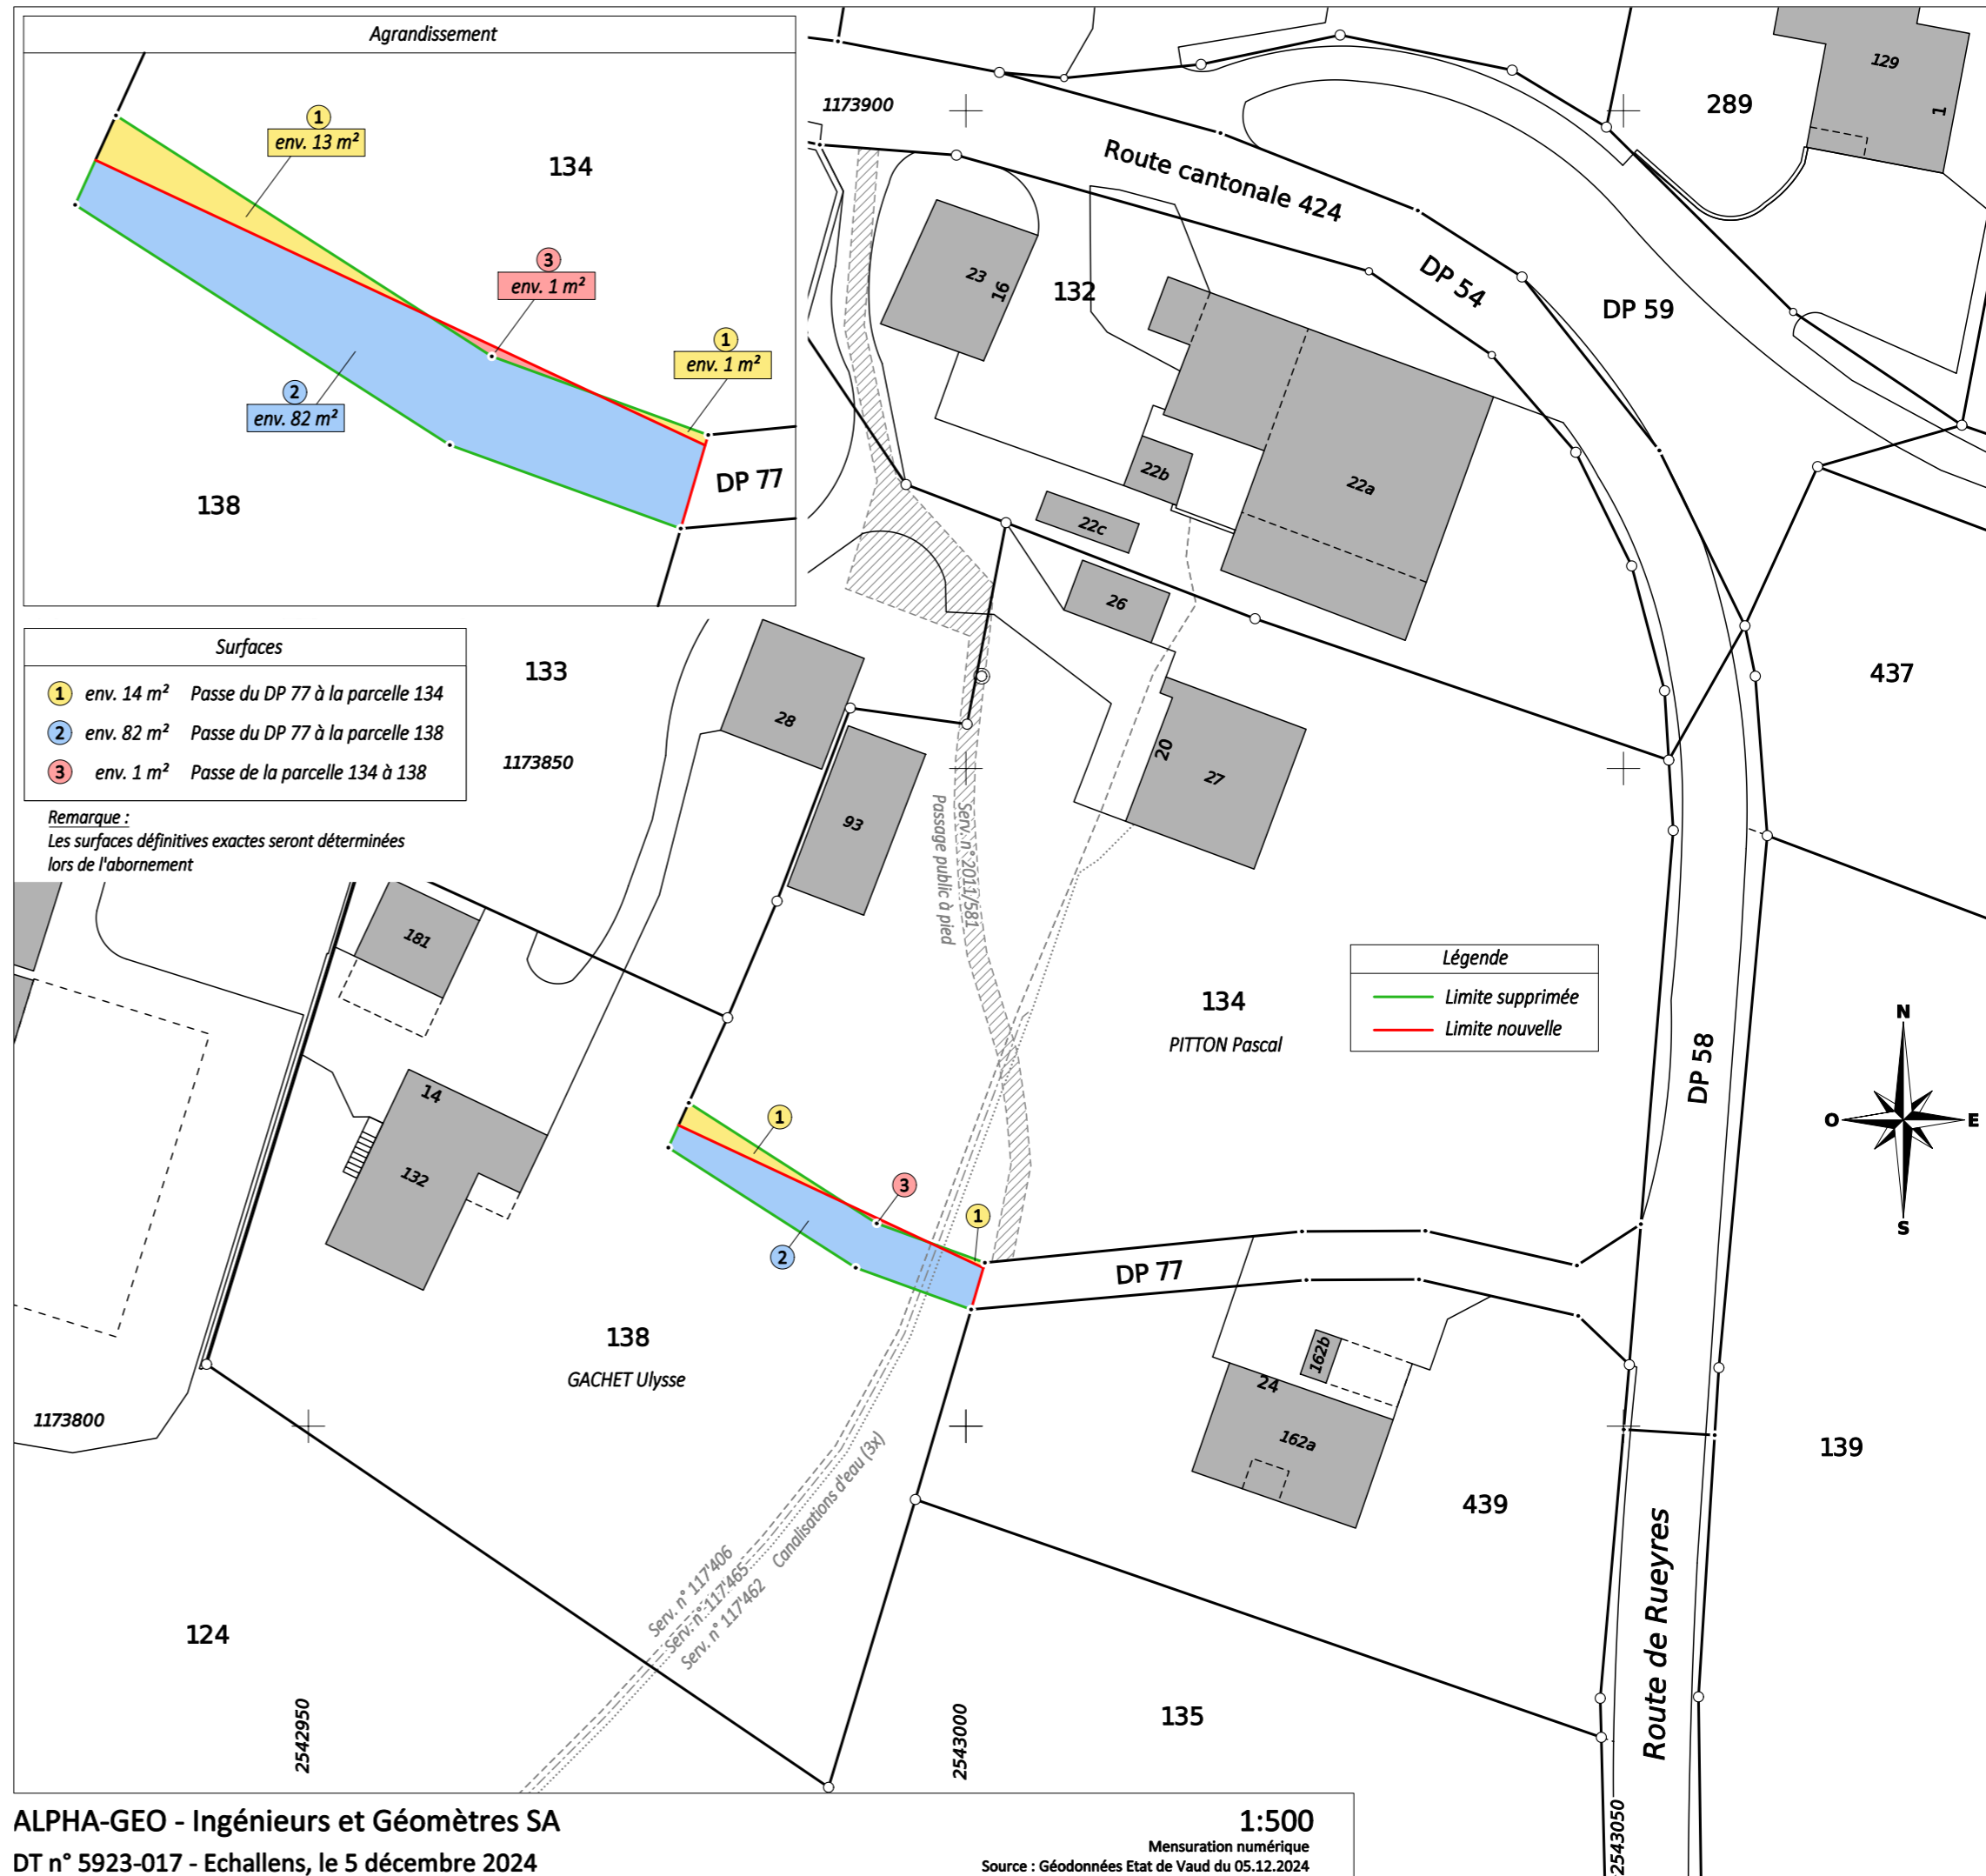 Agrandissement
1
env. 13 m²
134
3
env. 1 m²
1
env. 1 m²
2
env. 82 m²
DP 77
138
Surfaces
1 env. 14 m² Passe du DP 77 à la parcelle 134
2 env. 82 m² Passe du DP 77 à la parcelle 138
3 env. 1 m² Passe de la parcelle 134 à 138
Remarque :
Les surfaces définitives exactes seront déterminées
lors de l'abornement
1173900
Route cantonale 424
DP 54
DP 59
289
129
1
23
16
132
22b
22a
22c
26
133
28
1173850
93
20
27
437
Serv. n° 2011/581
Passage public à pied
181
134
PITTON Pascal
Légende
Limite supprimée
Limite nouvelle
DP 58
N
O
E
S
14
132
1
3
1
2
DP 77
138
GACHET Ulysse
162b
24
162a
1173800
139
439
Serv. n° 117'406
Serv. n° 117'465
Serv. n° 117'462
Canalisations d'eau (3x)
124
135
Route de Rueyres
2542950
2543000
2543050
ALPHA-GEO - Ingénieurs et Géomètres SA
DT n° 5923-017 - Echallens, le 5 décembre 2024
1:500
Mensuration numérique
Source : Géodonnées Etat de Vaud du 05.12.2024